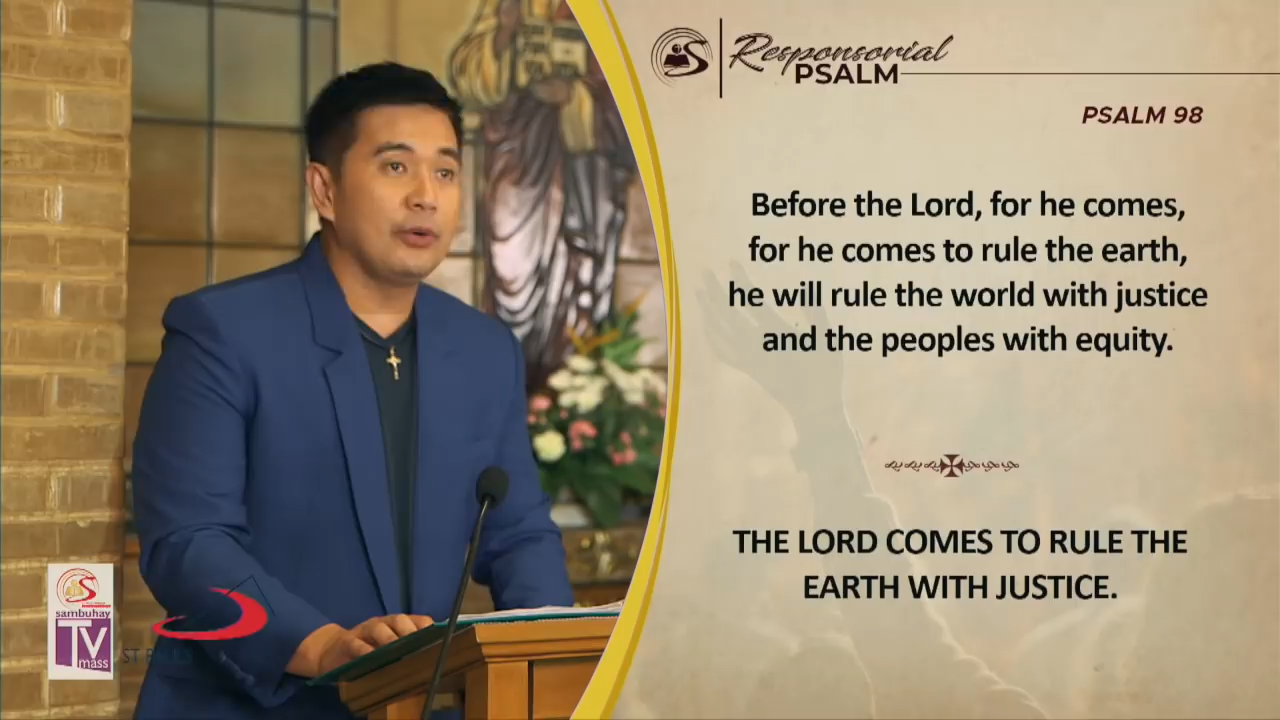 Responsorial
PSALM
PSALM 98
Before the Lord, for he comes,
for he comes to rule the earth,
he will rule the world with justice
and the peoples with equity.
THE LORD COMES TO RULE THE
EARTH WITH JUSTICE.
sambuhay
TV
mass
ST PAULS